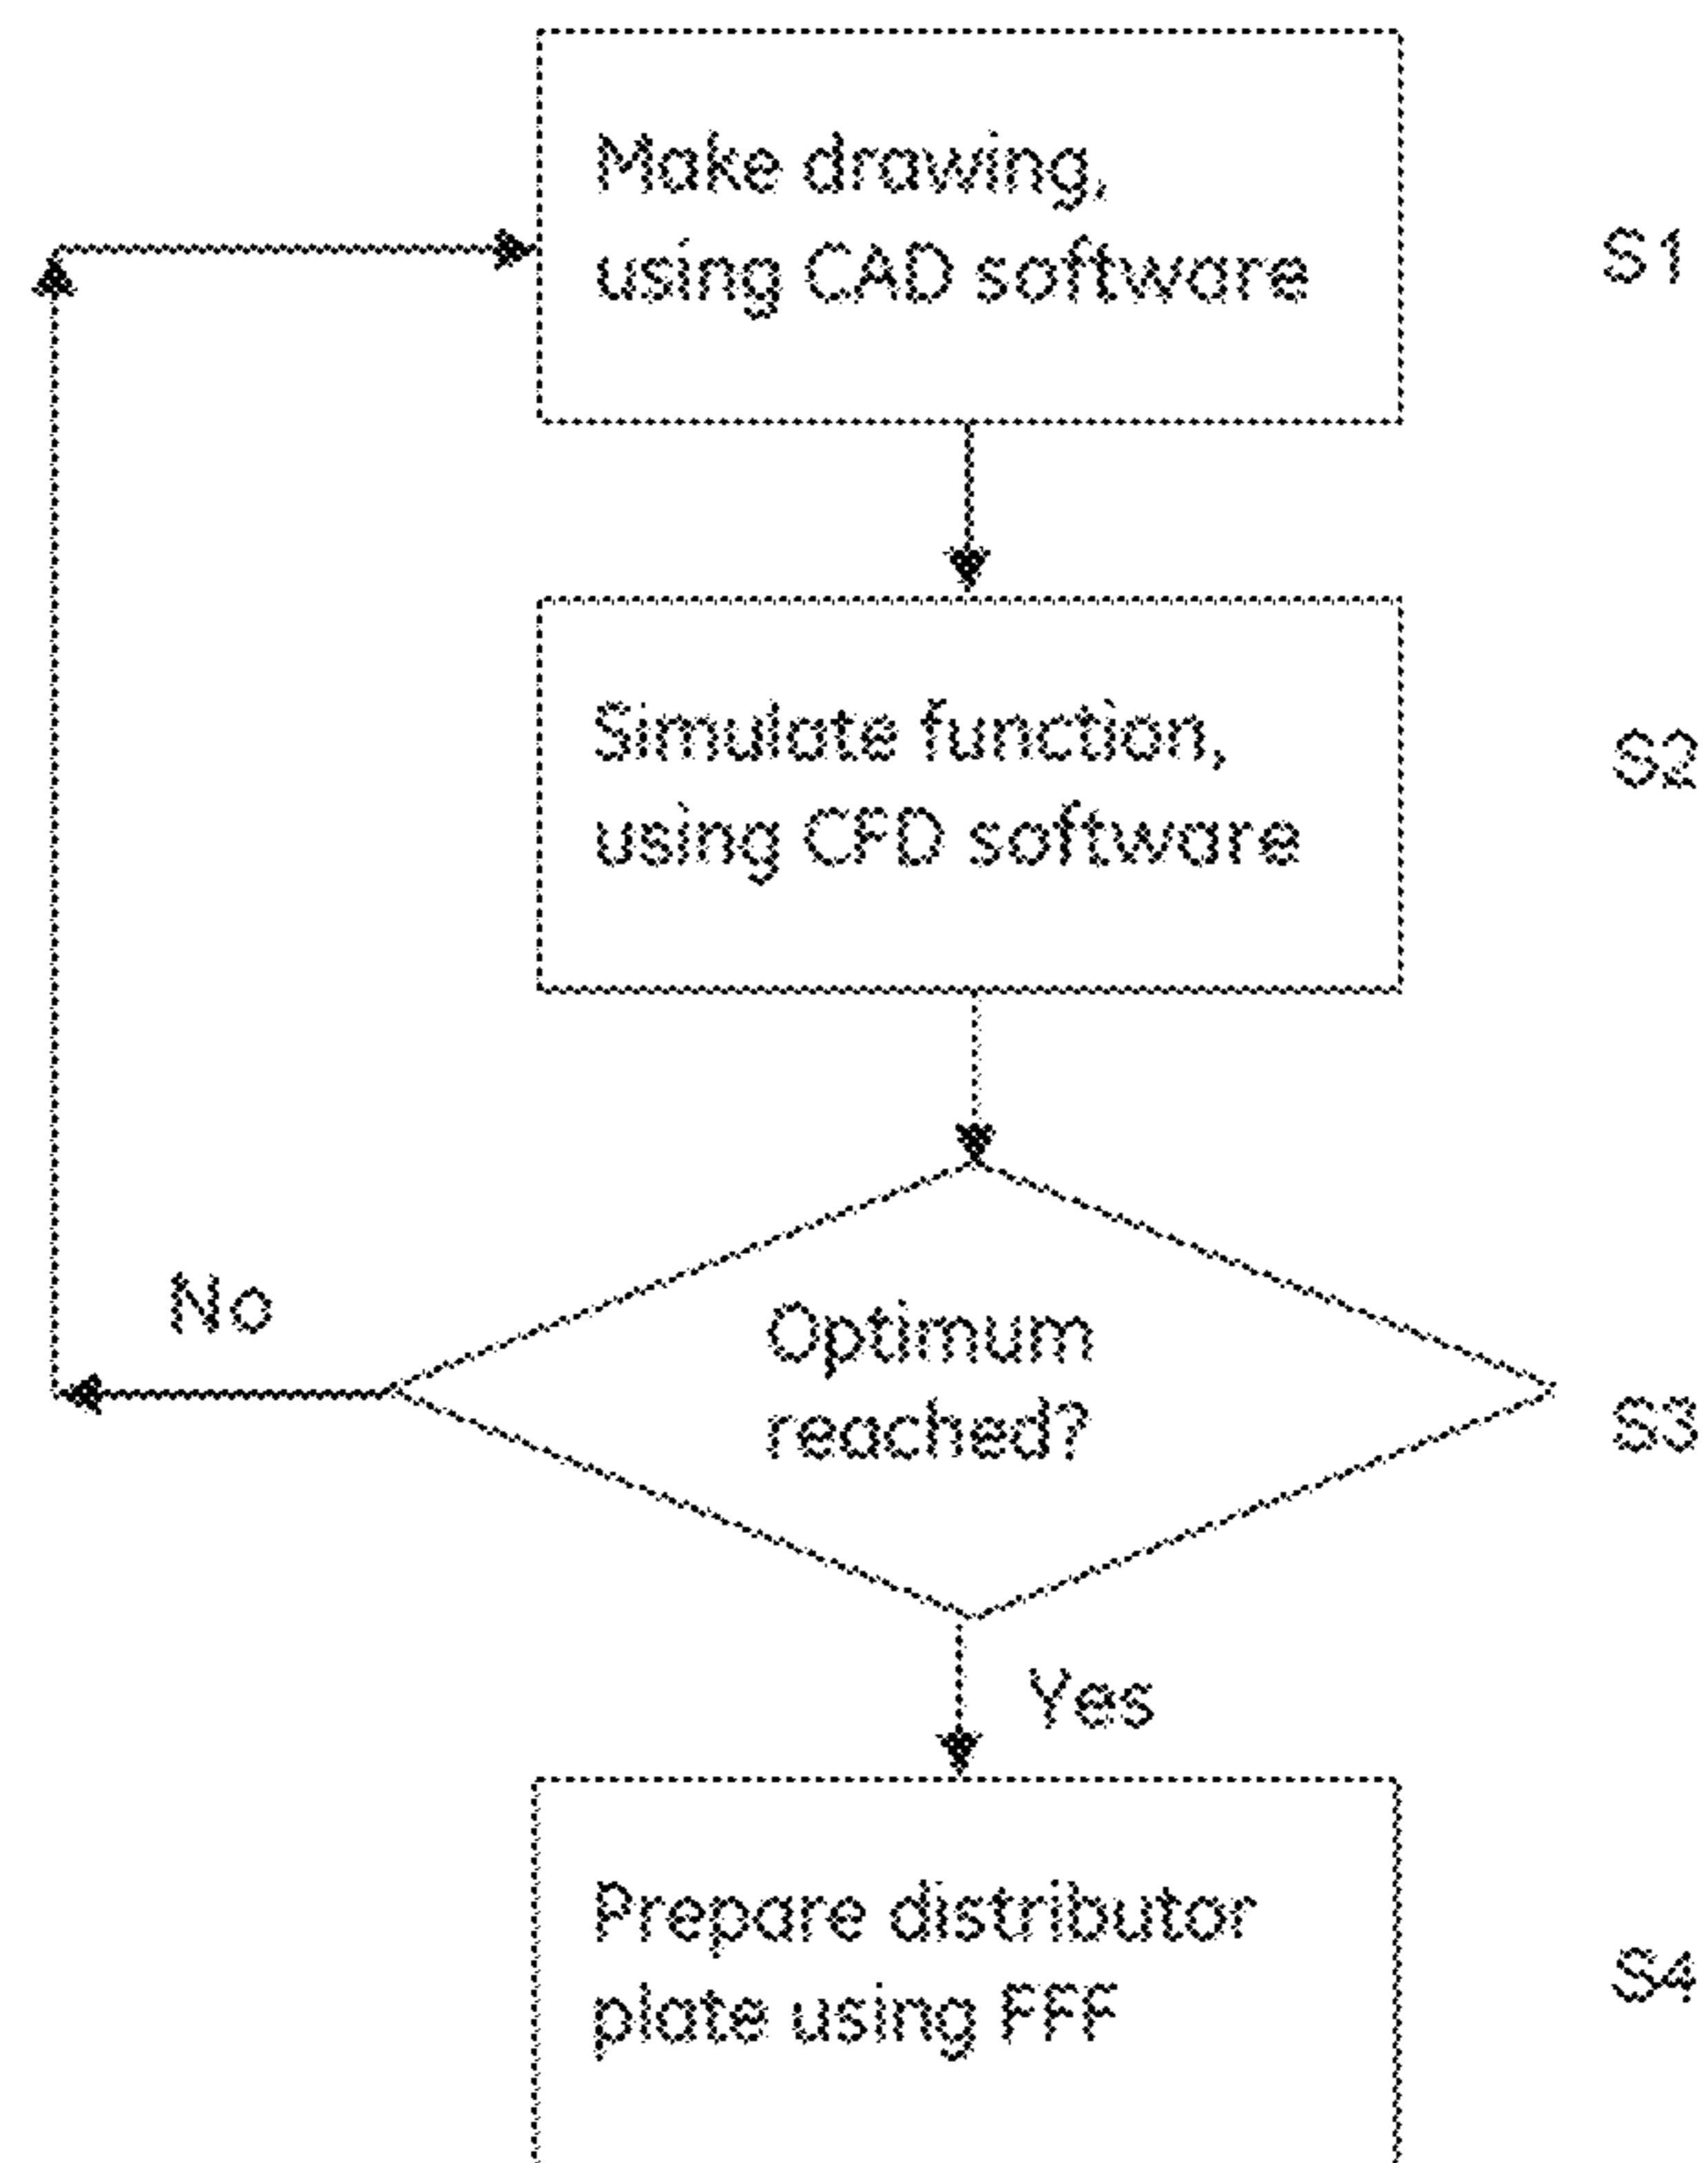 Make drawing,
using CAD software
S1
Simulate function,
using CFD software
S2
No
Optimum
reached?
S3
Yes
Prepare distributor
plate using FFF
S4